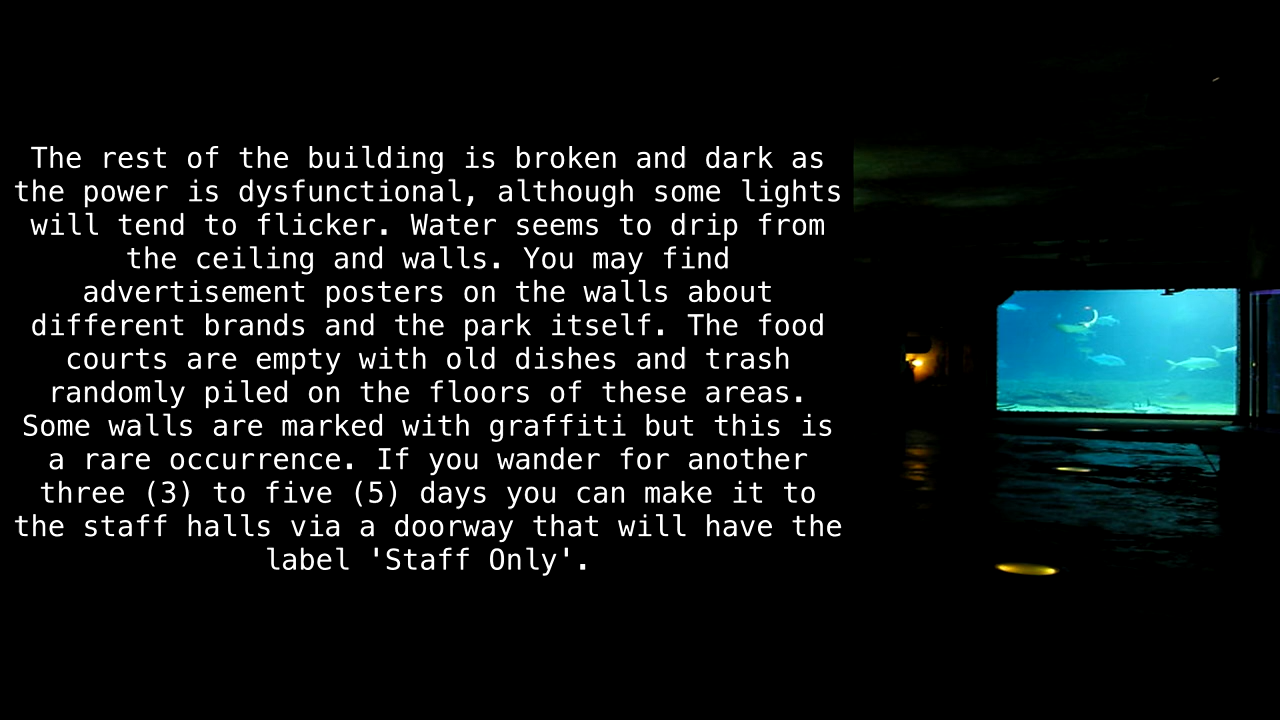 The rest of the building is broken and dark as
the power is dysfunctional, although some lights
will tend to flicker. Water seems to drip from
the ceiling and walls. You may find
advertisement posters on the walls about
different brands and the park itself. The food
courts are empty with old dishes and trash
randomly piled on the floors of these areas.
Some walls are marked with graffiti but this is
a rare occurrence. If you wander for another
three (3) to five (5) days you can make it to
the staff halls via a doorway that will have the
label 'Staff Only'.